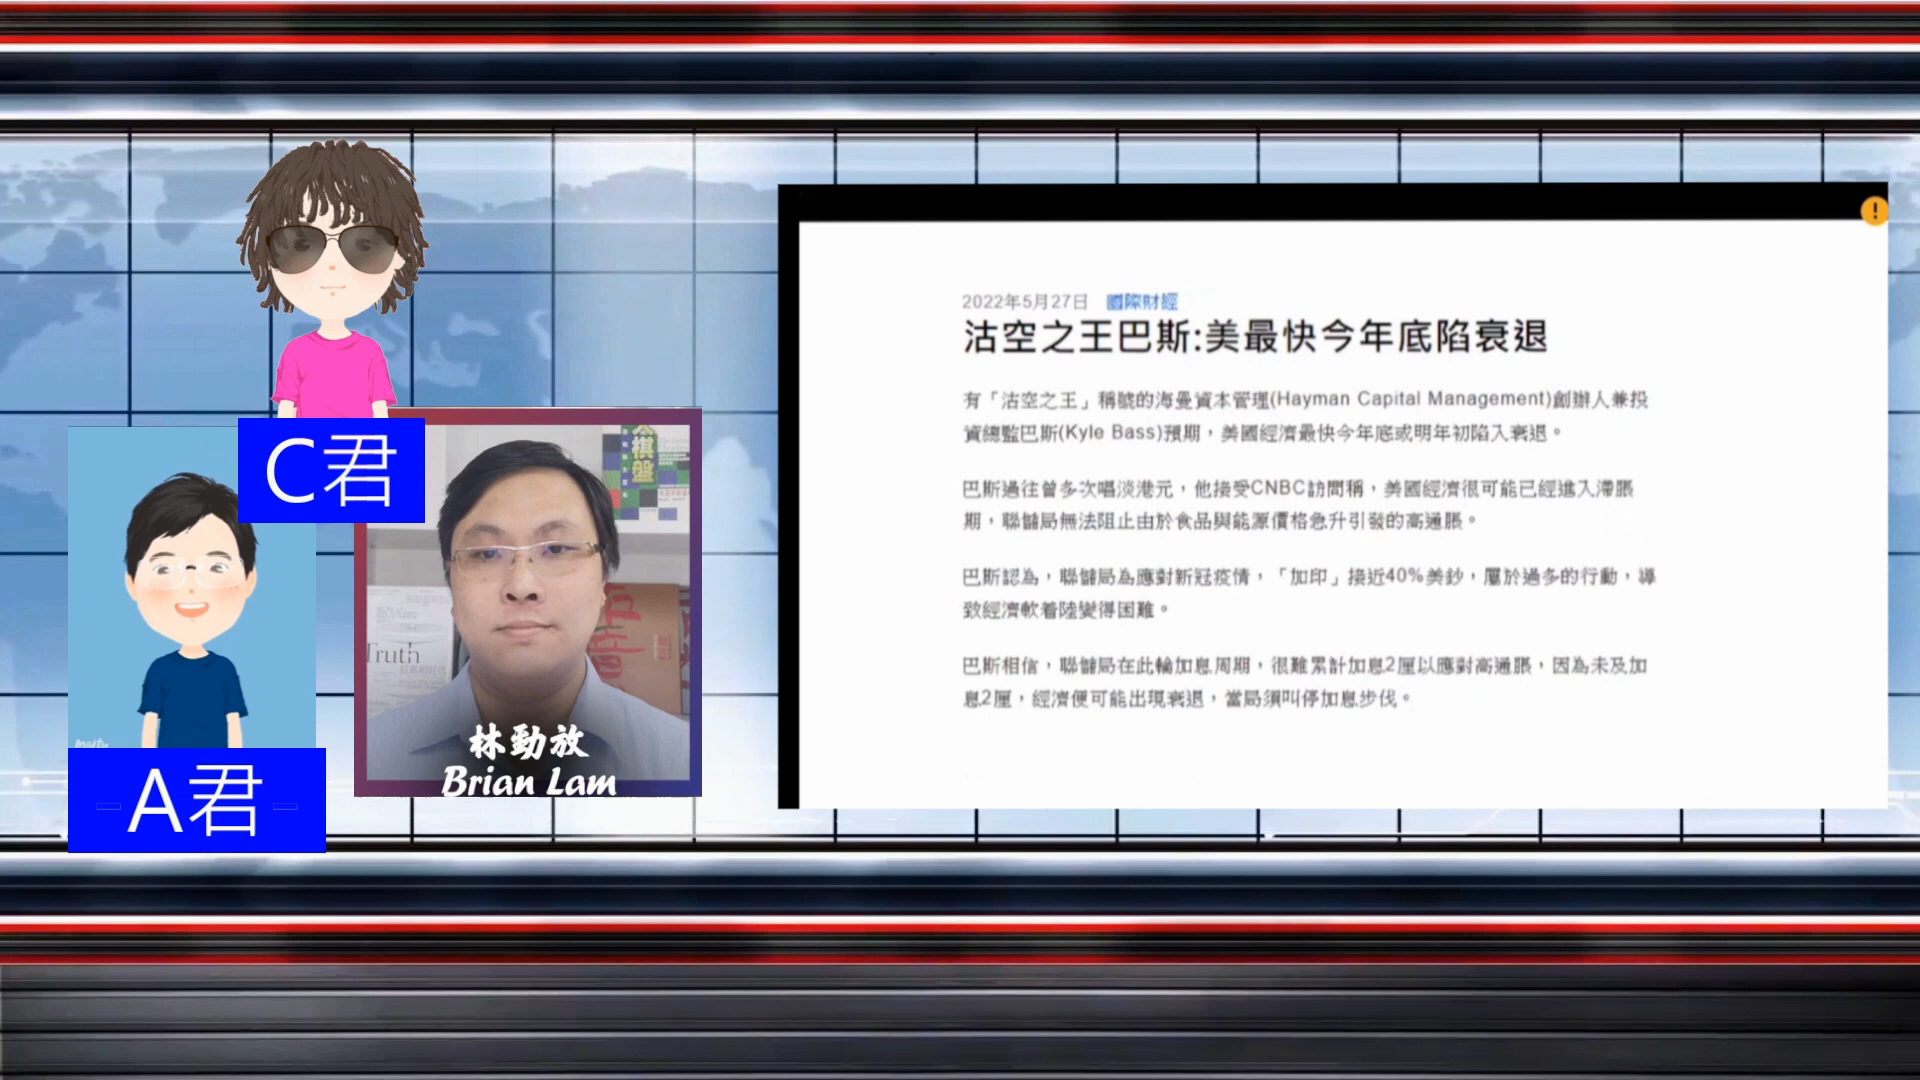 C君
A君
棋盤
Truth
林勁放
Brian Lam
2022年5月27日 國際財經
沽空之王巴斯:美最快今年底陷衰退
有「沽空之王」稱號的海曼資本管理(Hayman Capital Management)創辦人兼投
資總監巴斯(Kyle Bass)預期，美國經濟最快今年底或明年初陷入衰退。
巴斯過往曾多次唱淡港元，他接受CNBC訪問稱，美國經濟很可能已經進入滯脹
期，聯儲局無法阻止由於食品與能源價格急升引發的高通脹。
巴斯認為，聯儲局為應對新冠疫情，「加印」接近40%美鈔，屬於過多的行動，導
致經濟軟着陸變得困難。
巴斯相信，聯儲局在此輪加息周期，很難累計加息2厘以應對高通脹，因為未及加
息2厘，經濟便可能出現衰退，當局須叫停加息步伐。